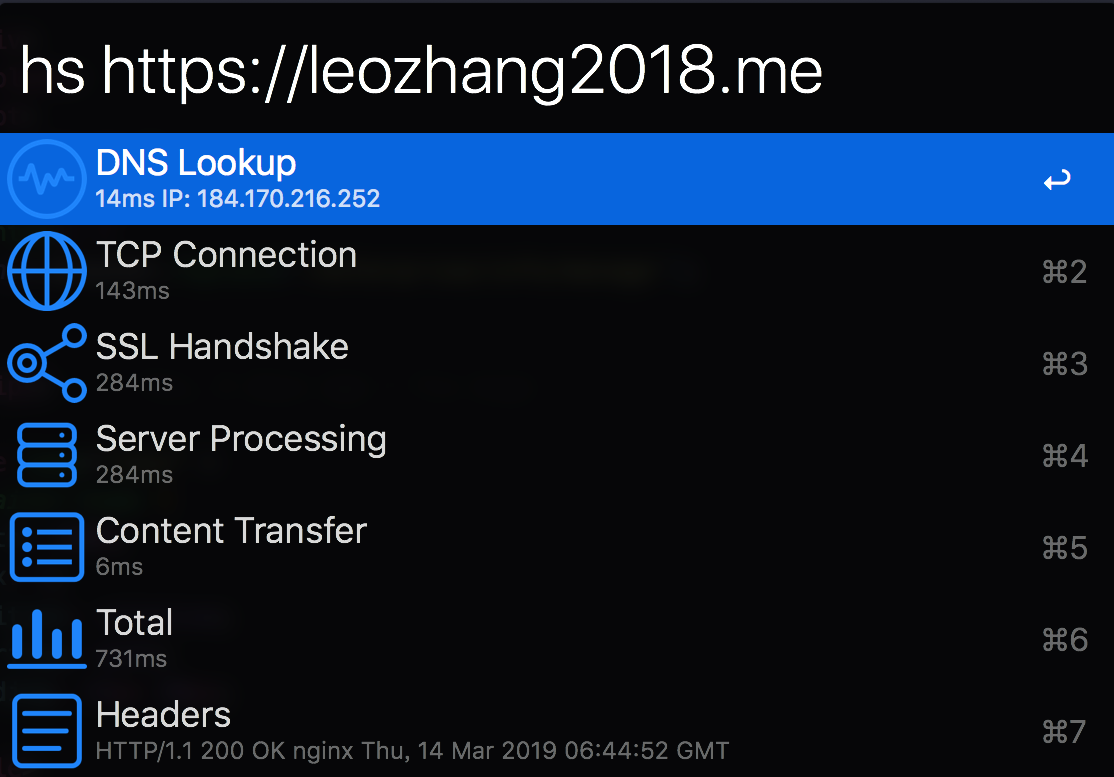 hs https://leozhang2018.me
DNS Lookup
14ms IP: 184.170.216.252
TCP Connection
143ms
⌘2
SSL Handshake
284ms
⌘3
Server Processing
284ms
⌘4
Content Transfer
6ms
⌘5
Total
731ms
⌘6
Headers
HTTP/1.1 200 OK nginx Thu, 14 Mar 2019 06:44:52 GMT
⌘7